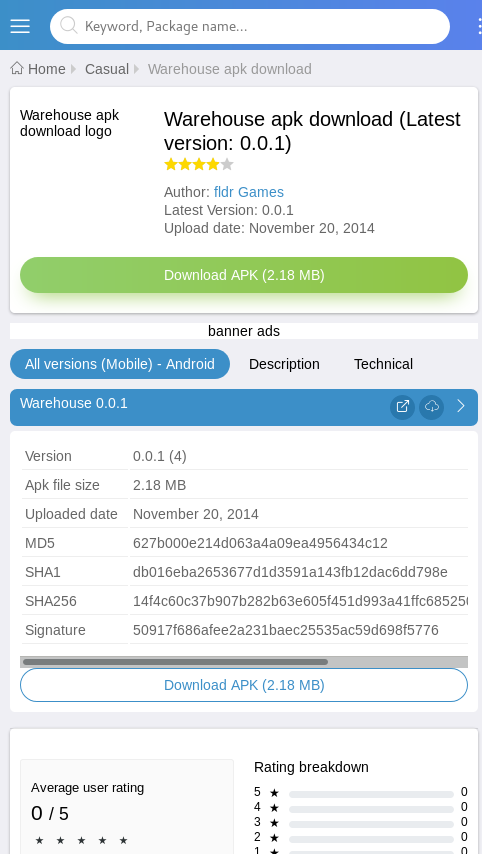 Keyword, Package name...
Home Casual Warehouse apk download
Warehouse apk
download logo
Warehouse apk download (Latest
version: 0.0.1)
Author: fldr Games
Latest Version: 0.0.1
Upload date: November 20, 2014
Download APK (2.18 MB)
banner ads
All versions (Mobile) - Android Description Technical
Warehouse 0.0.1
Version 0.0.1 (4)
Apk file size 2.18 MB
Uploaded date November 20, 2014
MD5 627b000e214d063a4a09ea4956434c12
SHA1 db016eba2653677d1d3591a143fb12dac6dd798e
SHA256 14f4c60c37b907b282b63e605f451d993a41ffc685250
Signature 50917f686afee2a231baec25535ac59d698f5776
Download APK (2.18 MB)
Average user rating
0 / 5
★ ★ ★ ★ ★
Rating breakdown
5 ★ 0
4 ★ 0
3 ★ 0
2 ★ 0
1 ★ 0